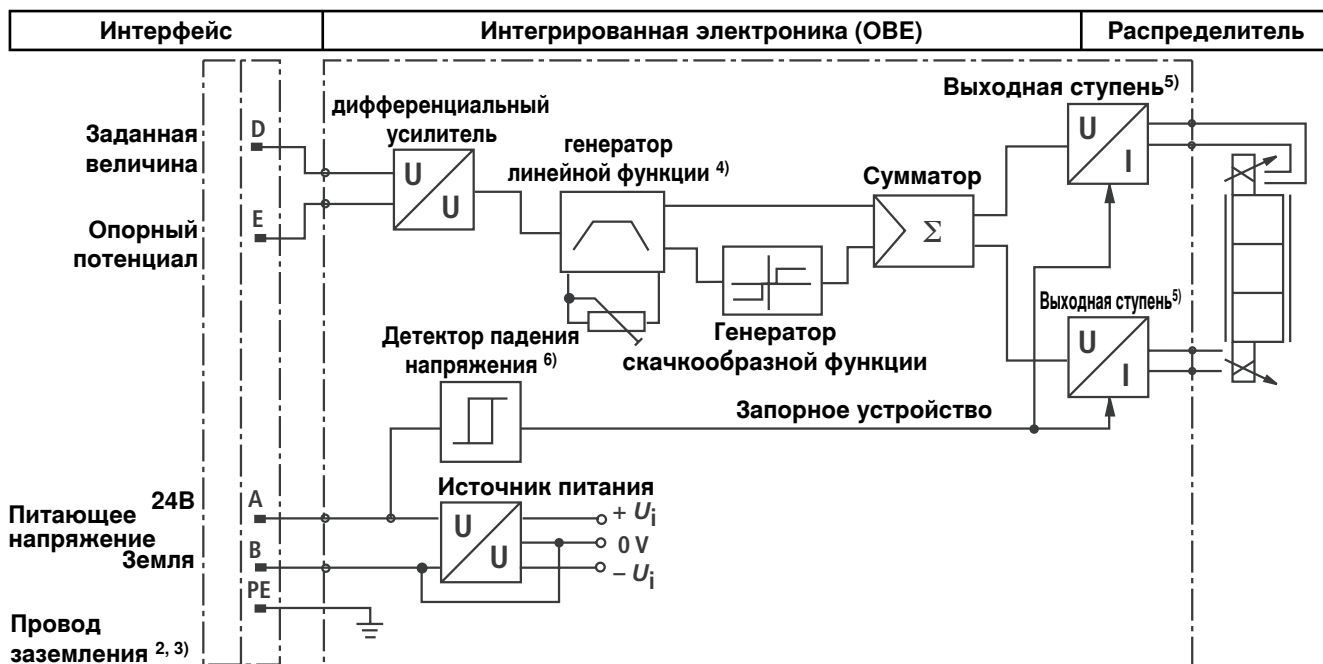 Интерфейс
Интегрированная электроника (OBE)
Распределитель
Заданная
величина
D
Опорный
потенциал
E
дифференциальный
усилитель
U
U
генератор
линейной функции 4)
Генератор
скачкообразной функции
Сумматор
Σ
Выходная ступень5)
U
I
Выходная ступень5)
U
I
Детектор падения
напряжения 6)
Запорное устройство
Источник питания
U
U
+ Ui
0 V
– Ui
Питающее
напряжение
24В
A
Земля
B
PE
Провод
заземления 2, 3)